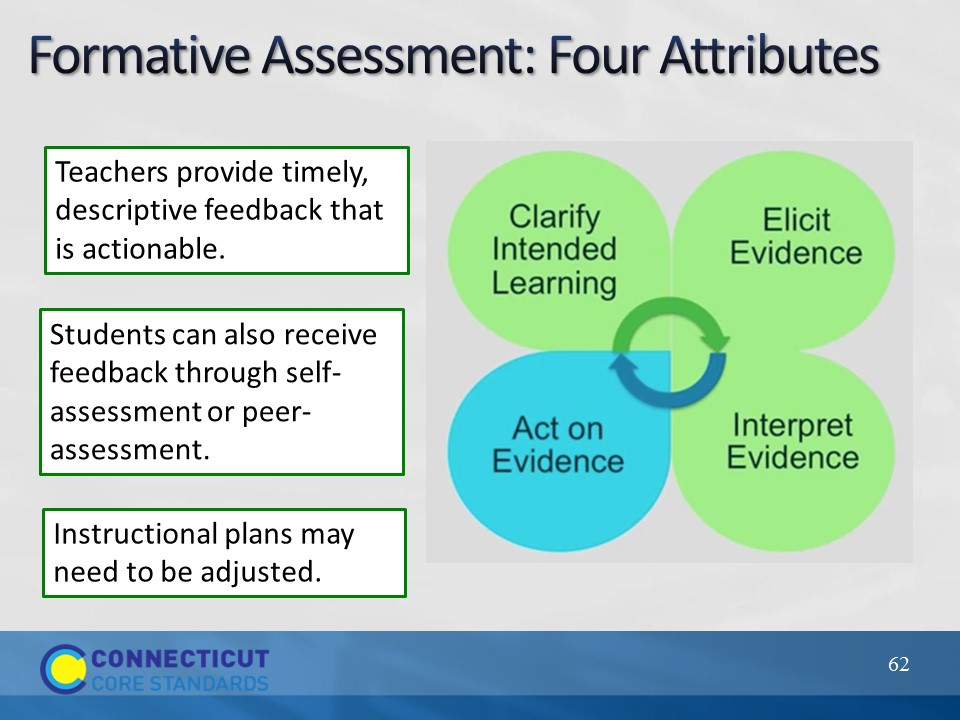 Formative Assessment: Four Attributes
Teachers provide timely,
descriptive feedback that
is actionable.
Students can also receive
feedback through self-
assessment or peer-
assessment.
Instructional plans may
need to be adjusted.
Clarify
Intended
Learning
Elicit
Evidence
Act on
Evidence
Interpret
Evidence
CONNECTICUT
CORE STANDARDS
62